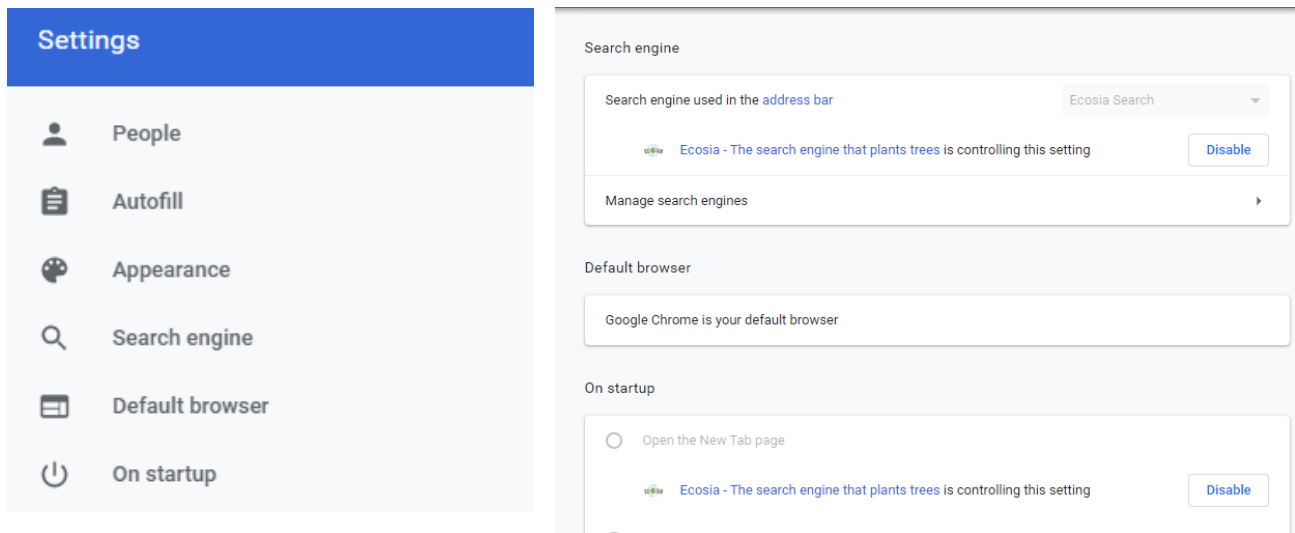 Settings
People
Autofill
Appearance
Search engine
Default browser
On startup
Search engine
Search engine used in the address bar
Ecosia Search
Ecosia - The search engine that plants trees is controlling this setting
Disable
Manage search engines
Default browser
Google Chrome is your default browser
On startup
Open the New Tab page
Ecosia - The search engine that plants trees is controlling this setting
Disable